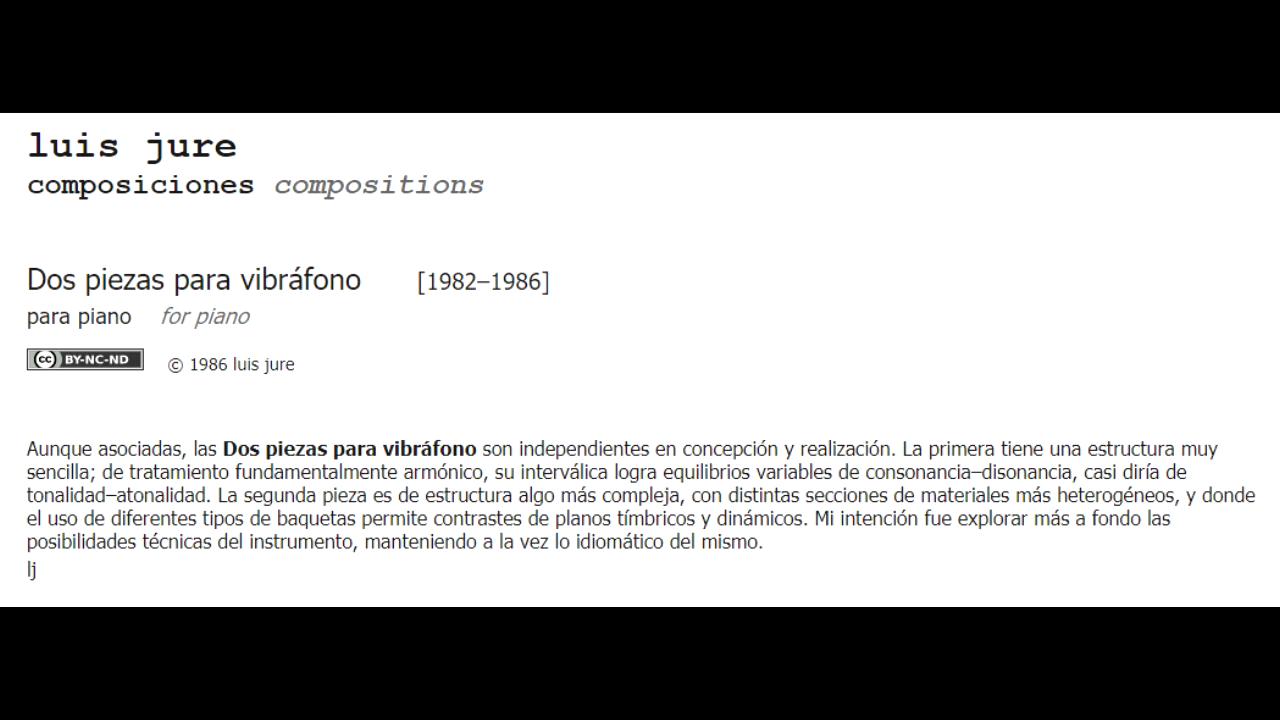 luis jure
composiciones compositions
Dos piezas para vibráfono [1982–1986]
para piano for piano
cc BY-NC-ND © 1986 luis jure
Aunque asociadas, las Dos piezas para vibráfono son independientes en concepción y realización. La primera tiene una estructura muy
sencilla; de tratamiento fundamentalmente armónico, su interválica logra equilibrios variables de consonancia–disonancia, casi diría de
tonalidad–atonalidad. La segunda pieza es de estructura algo más compleja, con distintas secciones de materiales más heterogéneos, y donde
el uso de diferentes tipos de baquetas permite contrastes de planos tímbricos y dinámicos. Mi intención fue explorar más a fondo las
posibilidades técnicas del instrumento, manteniendo a la vez lo idiomático del mismo.
lj